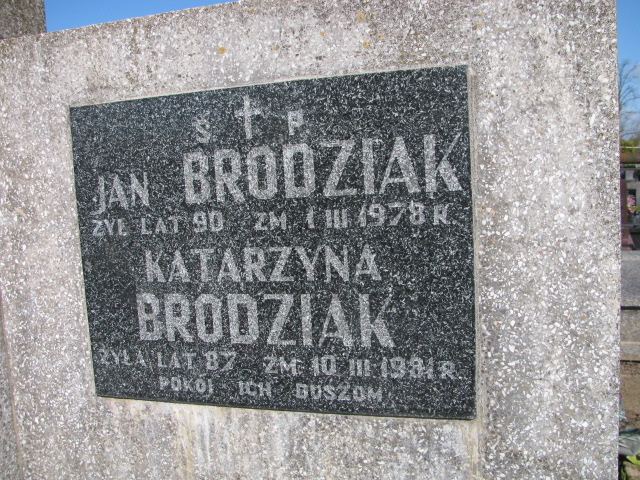 Ś P
JAN BRODZIAK
ŻYŁ LAT 90 ZM 1 III 1978 R.
KATARZYNA
BRODZIAK
ŻYŁA LAT 87 ZM. 10 III 1981 R.
POKÓJ ICH DUSZOM